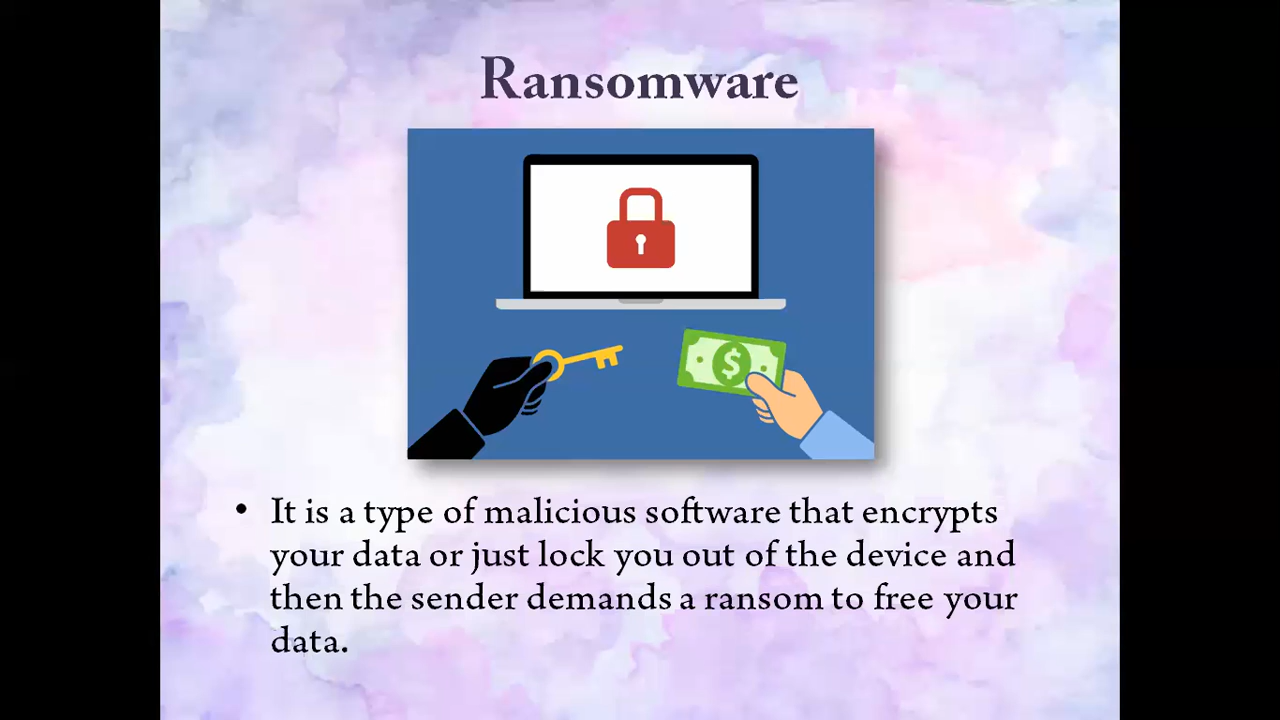 Ransomware
$
• It is a type of malicious software that encrypts
your data or just lock you out of the device and
then the sender demands a ransom to free your
data.